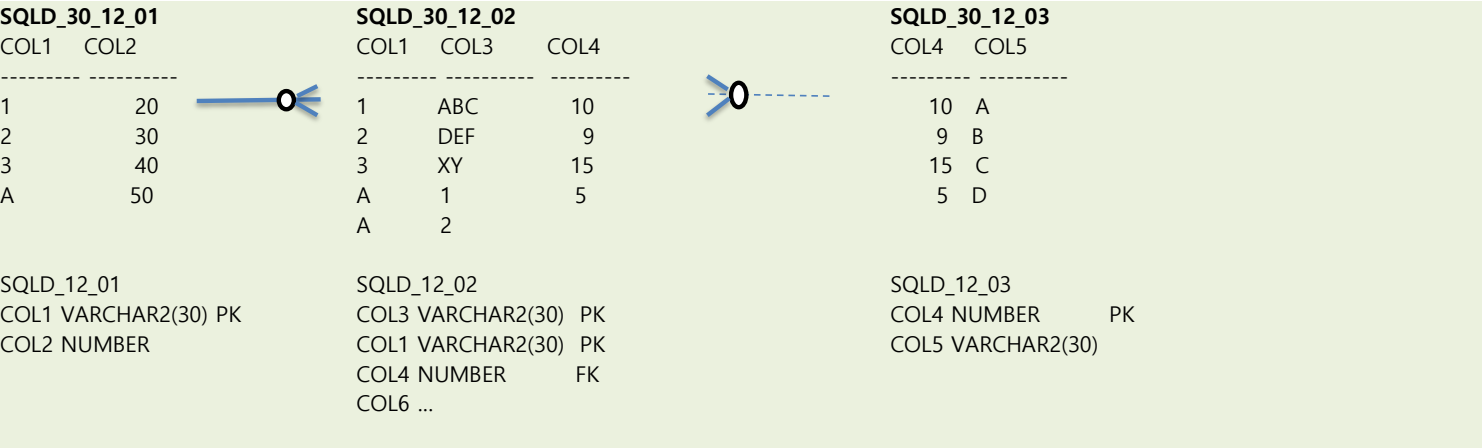 SQLD_30_12_01 SQLD_30_12_02 SQLD_30_12_03
COL1 COL2 COL1 COL3 COL4 COL4 COL5
--------- ---------- --------- ---------- --------- --------- ----------
1 20 1 ABC 10 10 A
2 30 2 DEF 9 9 B
3 40 3 XY 15 15 C
A 50 A 1 5 5 D
A 2
SQLD_12_01 SQLD_12_02 SQLD_12_03
COL1 VARCHAR2(30) PK COL3 VARCHAR2(30) PK COL4 NUMBER PK
COL2 NUMBER COL1 VARCHAR2(30) PK COL5 VARCHAR2(30)
COL4 NUMBER FK
COL6 ...